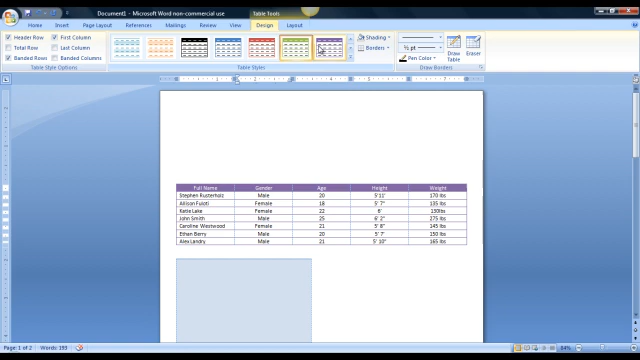 Document1 - Microsoft Word non-commercial use
Table Tools
Home Insert Page Layout References Mailings Review View Design Layout
Header Row First Column
Total Row Last Column
Banded Rows Banded Columns
Table Style Options
Table Styles
Shading
Borders
½ pt
Pen Color
Draw Table
Eraser
Draw Borders
Full Name Gender Age Height Weight
Stephen Rusterholz Male 20 5'11" 170 lbs
Female 18 5' 7" 135 lbs
Katie Lake Female 22 6' 130lbs
John Smith Male 25 6' 2" 275 lbs
Caroline Westwood Female 21 5' 8" 145 lbs
Ethan Berry Male 20 5' 7" 150 lbs
Alex Landry Male 21 5' 10" 165 lbs
Page: 1 of 2 Words: 193
84%